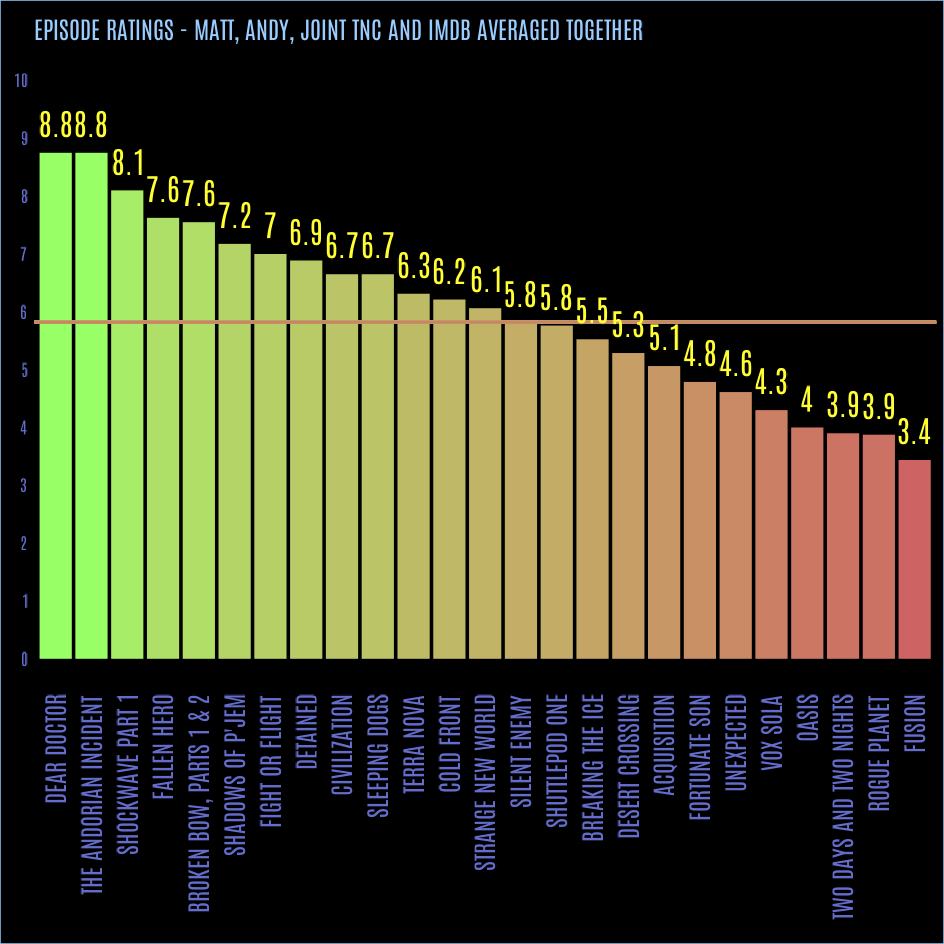 EPISODE RATINGS - MATT, ANDY, JOINT TNC AND IMDB AVERAGED TOGETHER
10
9
8
7
6
5
4
3
2
1
0
8.8
8.8
8.1
7.6
7.6
7.2
7
6.9
6.7
6.7
6.3
6.2
6.1
5.8
5.8
5.5
5.3
5.1
4.8
4.6
4.3
4
3.9
3.9
3.4
DEAR DOCTOR
THE ANDORIAN INCIDENT
SHOCKWAVE PART 1
FALLEN HERO
BROKEN BOW, PARTS 1 & 2
SHADOWS OF P'JEM
FIGHT OR FLIGHT
DETAINED
CIVILIZATION
SLEEPING DOGS
TERRA NOVA
COLD FRONT
STRANGE NEW WORLD
SILENT ENEMY
SHUTTLEPOD ONE
BREAKING THE ICE
DESERT CROSSING
ACQUISITION
FORTUNATE SON
UNEXPECTED
VOX SOLA
OASIS
TWO DAYS AND TWO NIGHTS
ROGUE PLANET
FUSION